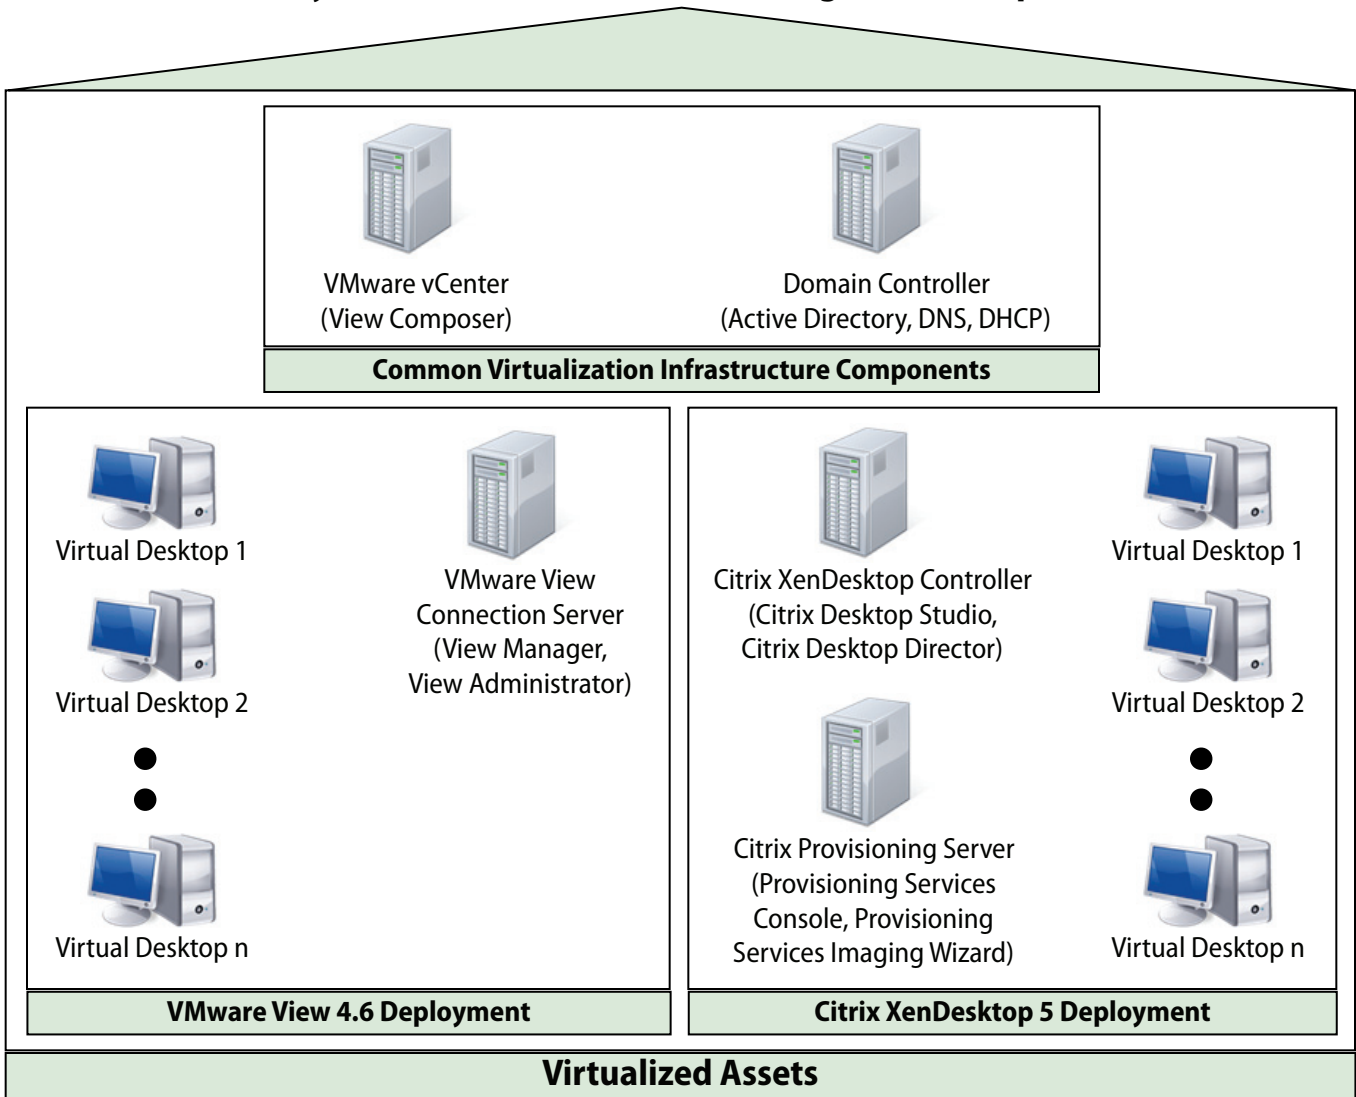 VMware vCenter
(View Composer)
Domain Controller
(Active Directory, DNS, DHCP)
Common Virtualization Infrastructure Components
Virtual Desktop 1
Virtual Desktop 2
Virtual Desktop n
VMware View
Connection Server
(View Manager,
View Administrator)
VMware View 4.6 Deployment
Citrix XenDesktop Controller
(Citrix Desktop Studio,
Citrix Desktop Director)
Citrix Provisioning Server
(Provisioning Services
Console, Provisioning
Services Imaging Wizard)
Virtual Desktop 1
Virtual Desktop 2
Virtual Desktop n
Citrix XenDesktop 5 Deployment
Virtualized Assets